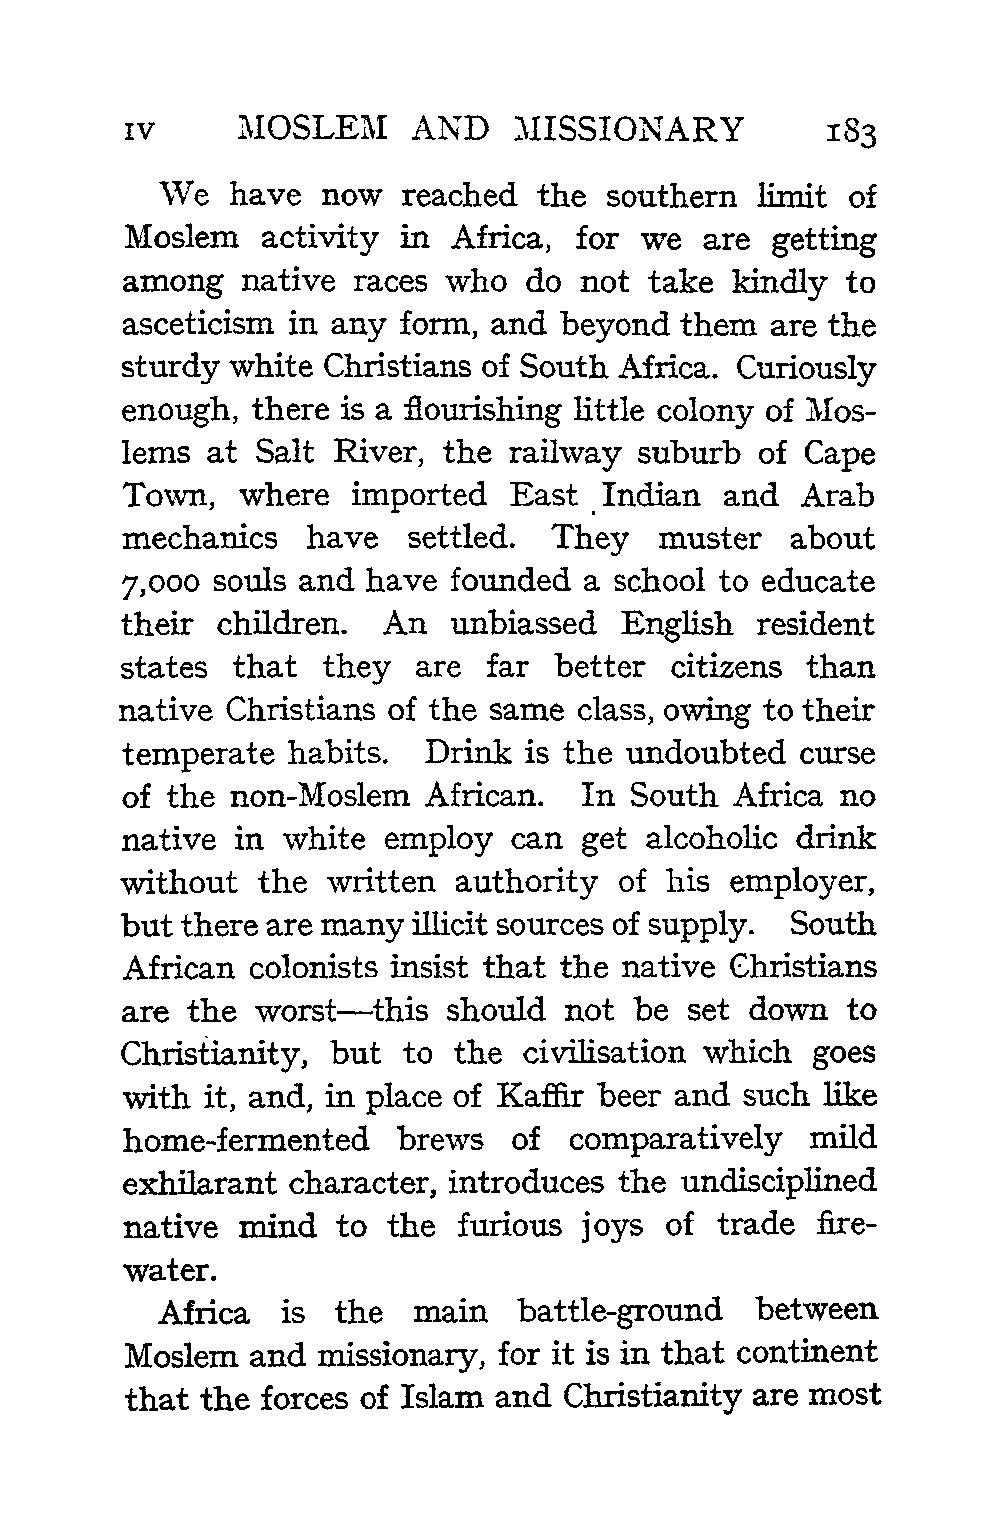 IV MOSLEM AND MISSIONARY 183
We have now reached the southern limit of
Moslem activity in Africa, for we are getting
among native races who do not take kindly to
asceticism in any form, and beyond them are the
sturdy white Christians of South Africa. Curiously
enough, there is a flourishing little colony of Mos-
lems at Salt River, the railway suburb of Cape
Town, where imported East Indian and Arab
mechanics have settled. They muster about
7,000 souls and have founded a school to educate
their children. An unbiassed English resident
states that they are far better citizens than
native Christians of the same class, owing to their
temperate habits. Drink is the undoubted curse
of the non-Moslem African. In South Africa no
native in white employ can get alcoholic drink
without the written authority of his employer,
but there are many illicit sources of supply. South
African colonists insist that the native Christians
are the worst—this should not be set down to
Christianity, but to the civilisation which goes
with it, and, in place of Kaffir beer and such like
home-fermented brews of comparatively mild
exhilarant character, introduces the undisciplined
native mind to the furious joys of trade fire-
water.
Africa is the main battle-ground between
Moslem and missionary, for it is in that continent
that the forces of Islam and Christianity are most